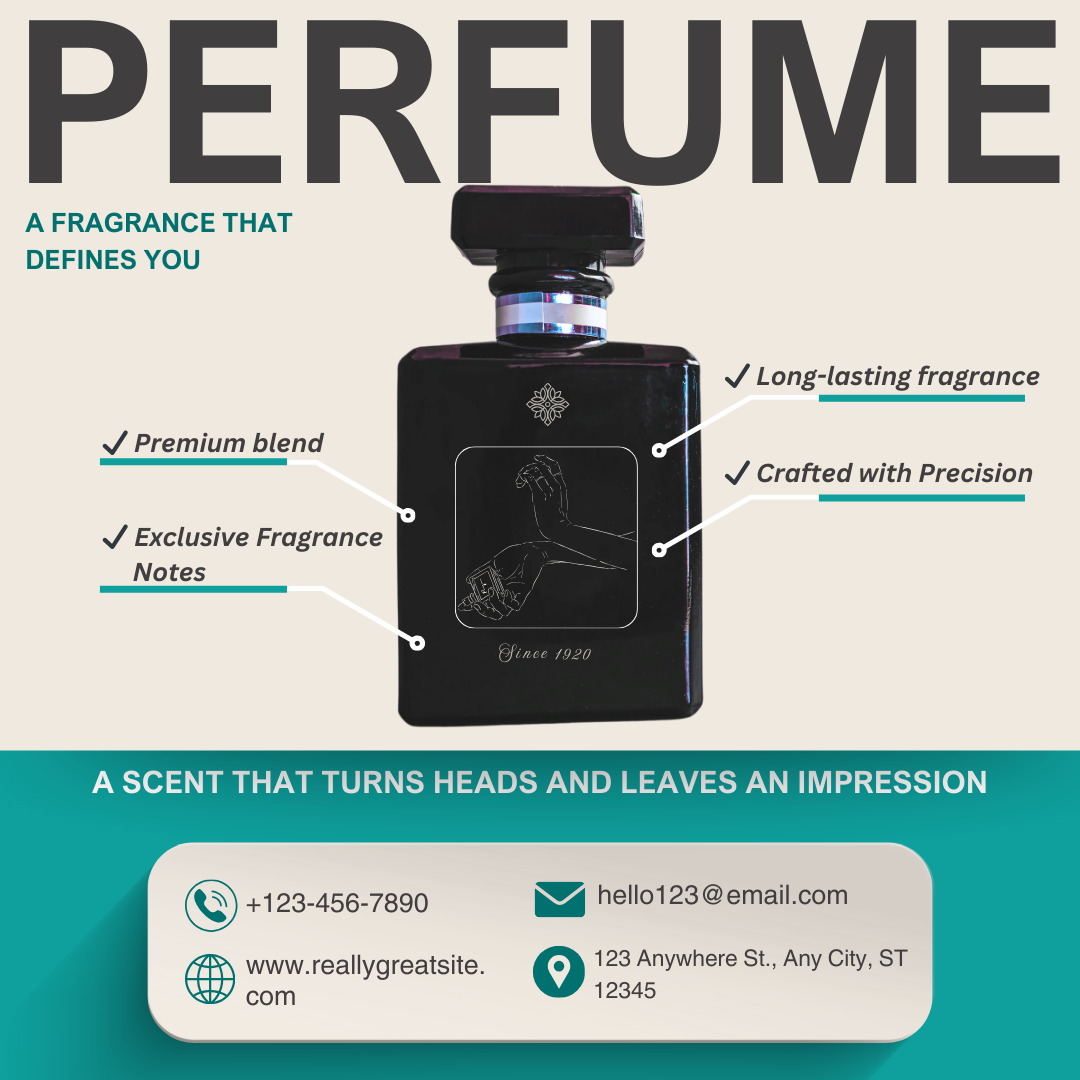 PERFUME
A FRAGRANCE THAT
DEFINES YOU
Long-lasting fragrance
Premium blend
Crafted with Precision
Exclusive Fragrance
Notes
Since 1920
A SCENT THAT TURNS HEADS AND LEAVES AN IMPRESSION
+123-456-7890
hello123@email.com
www.reallygreatsite.
com
123 Anywhere St., Any City, ST
12345